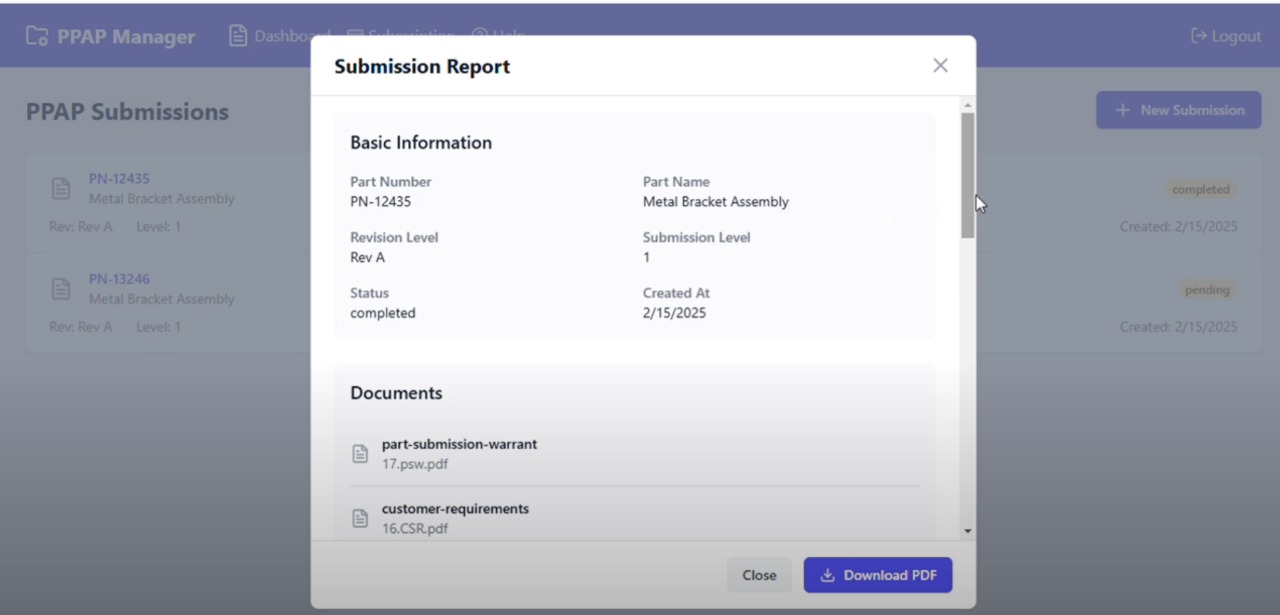 PPAP Manager
Dashboard
Subscription
Help
Logout
Submission Report
PPAP Submissions
New Submission
Basic Information
Part Number
PN-12435
Part Name
Metal Bracket Assembly
Revision Level
Rev A
Submission Level
1
Status
completed
Created At
2/15/2025
PN-12435
Metal Bracket Assembly
Rev: Rev A Level: 1
completed
Created: 2/15/2025
PN-13246
Metal Bracket Assembly
Rev: Rev A Level: 1
pending
Created: 2/15/2025
Documents
part-submission-warrant
17.psw.pdf
customer-requirements
16.CSR.pdf
Close
Download PDF